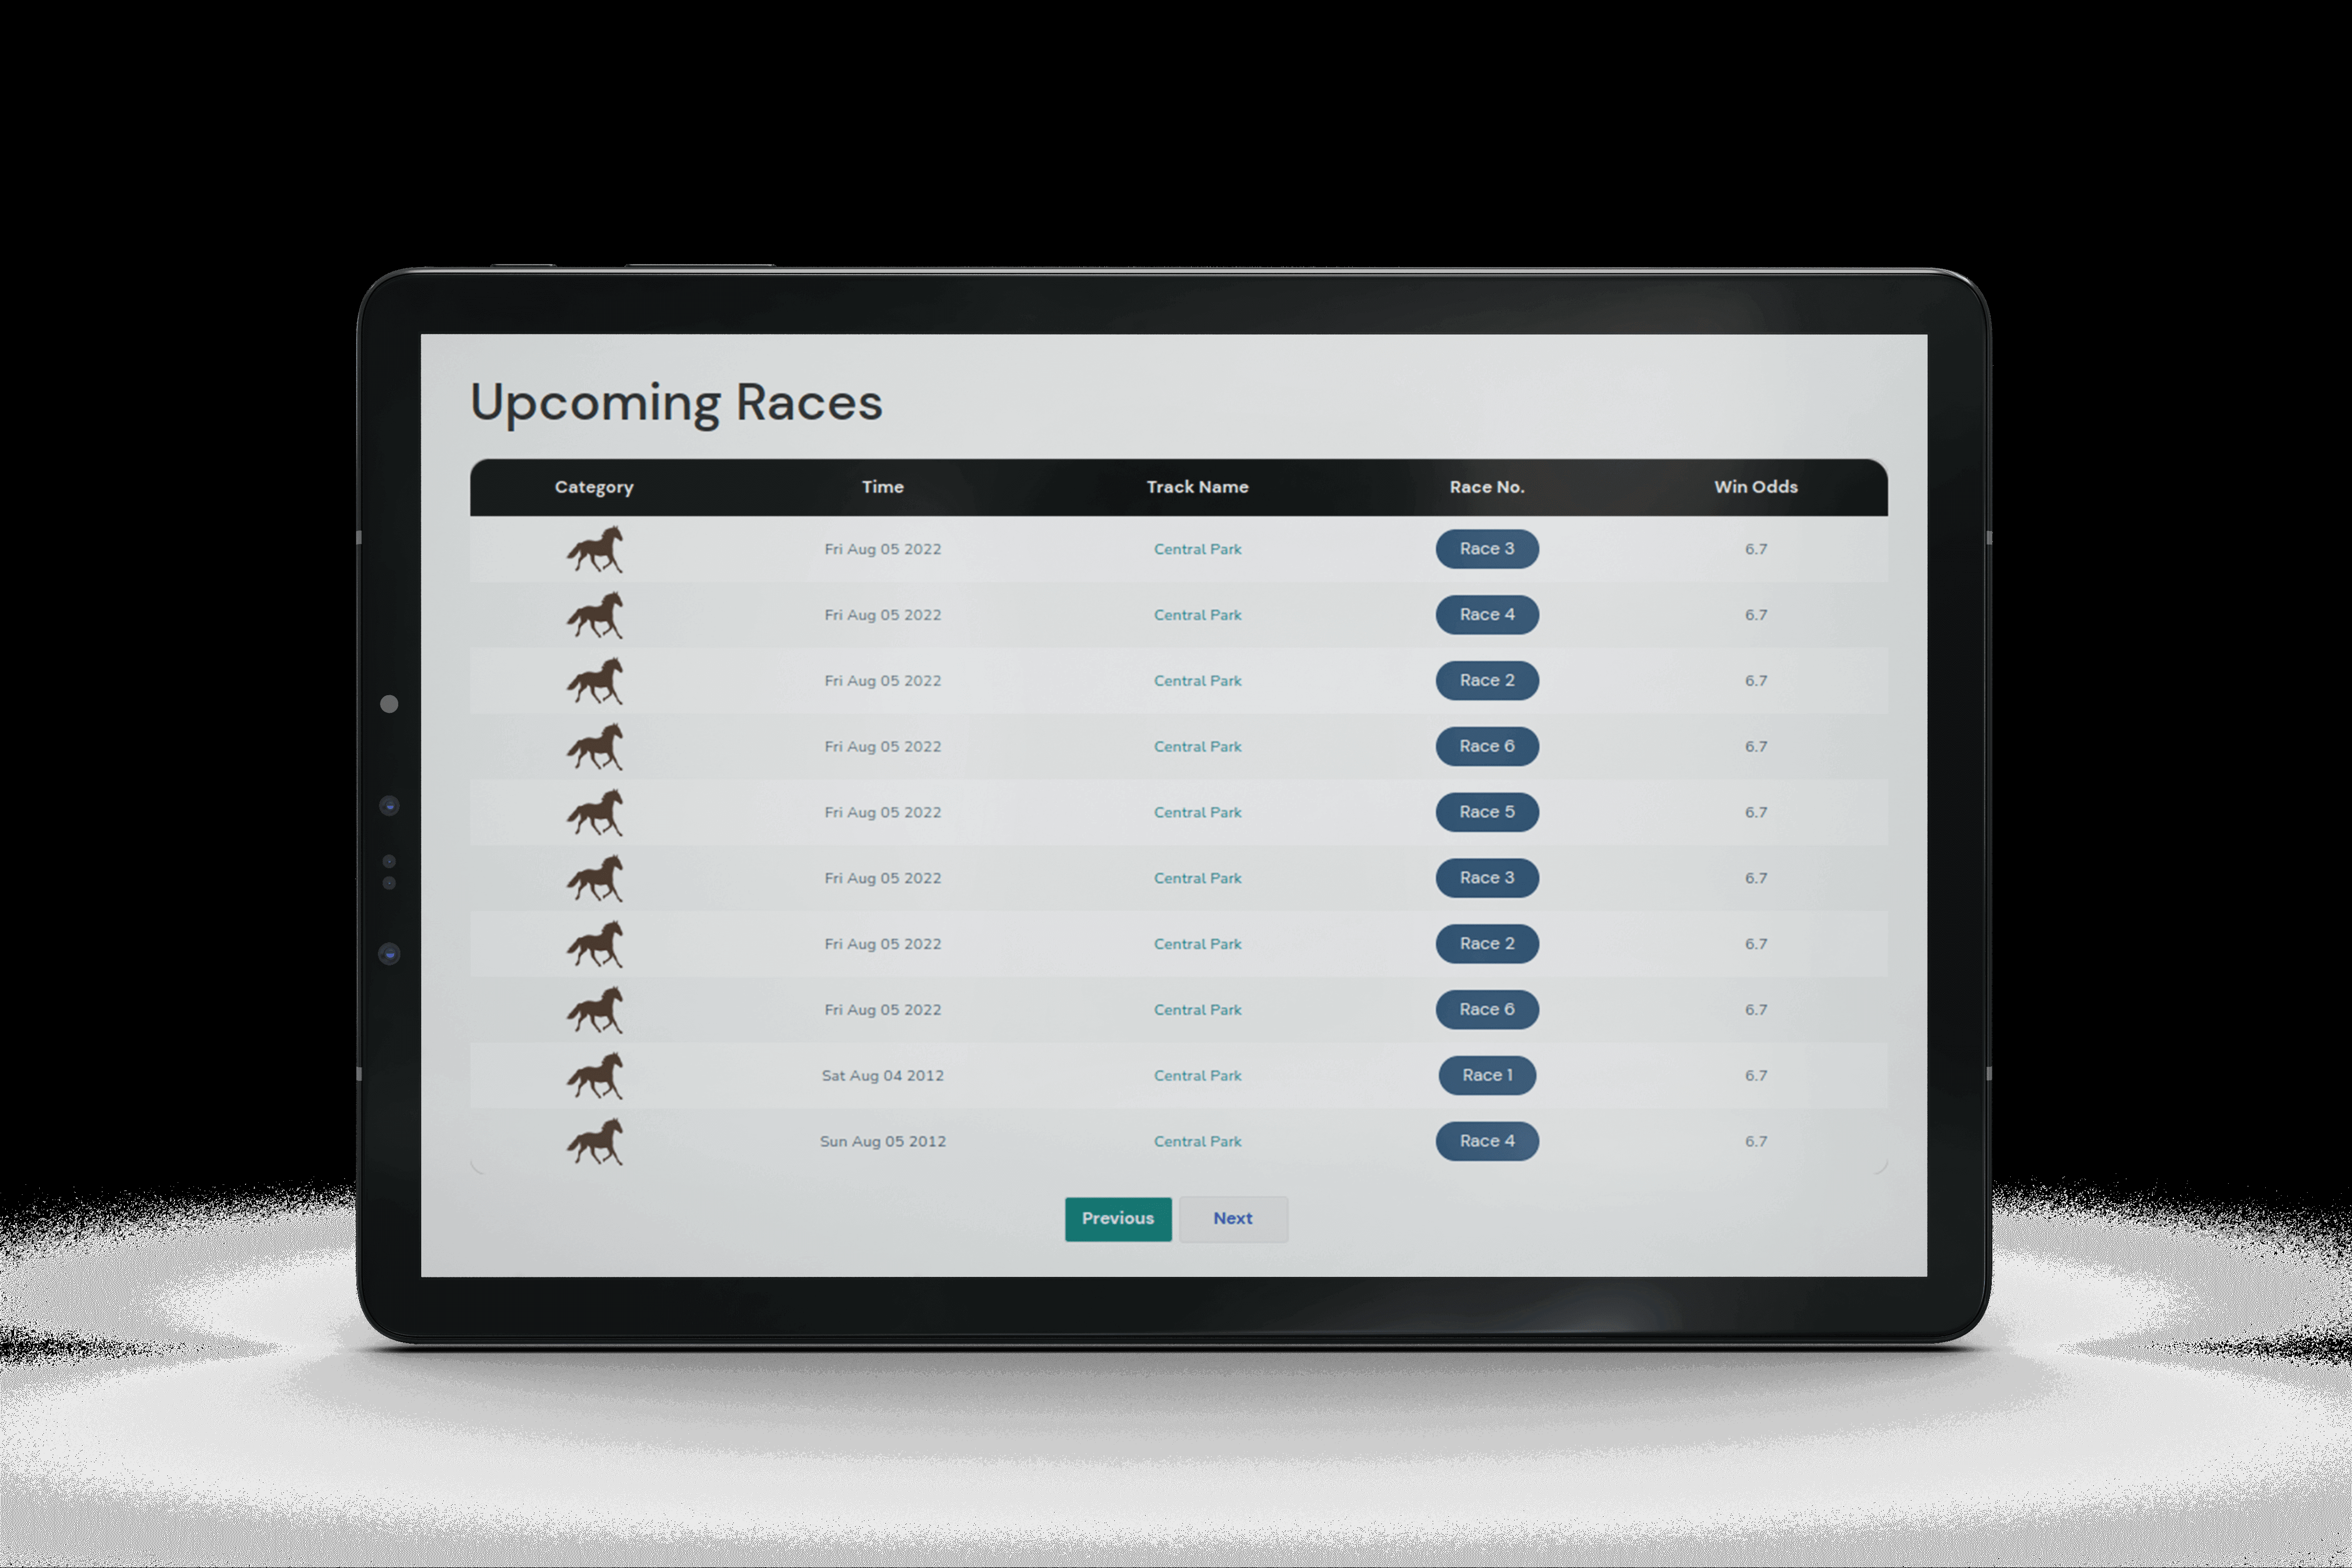 Upcoming Races
Category Time Track Name Race No. Win Odds
Fri Aug 05 2022 Central Park Race 3 6.7
Fri Aug 05 2022 Central Park Race 4 6.7
Fri Aug 05 2022 Central Park Race 2 6.7
Fri Aug 05 2022 Central Park Race 6 6.7
Fri Aug 05 2022 Central Park Race 5 6.7
Fri Aug 05 2022 Central Park Race 3 6.7
Fri Aug 05 2022 Central Park Race 2 6.7
Fri Aug 05 2022 Central Park Race 6 6.7
Sat Aug 04 2012 Central Park Race 1 6.7
Sun Aug 05 2012 Central Park Race 4 6.7
Previous Next